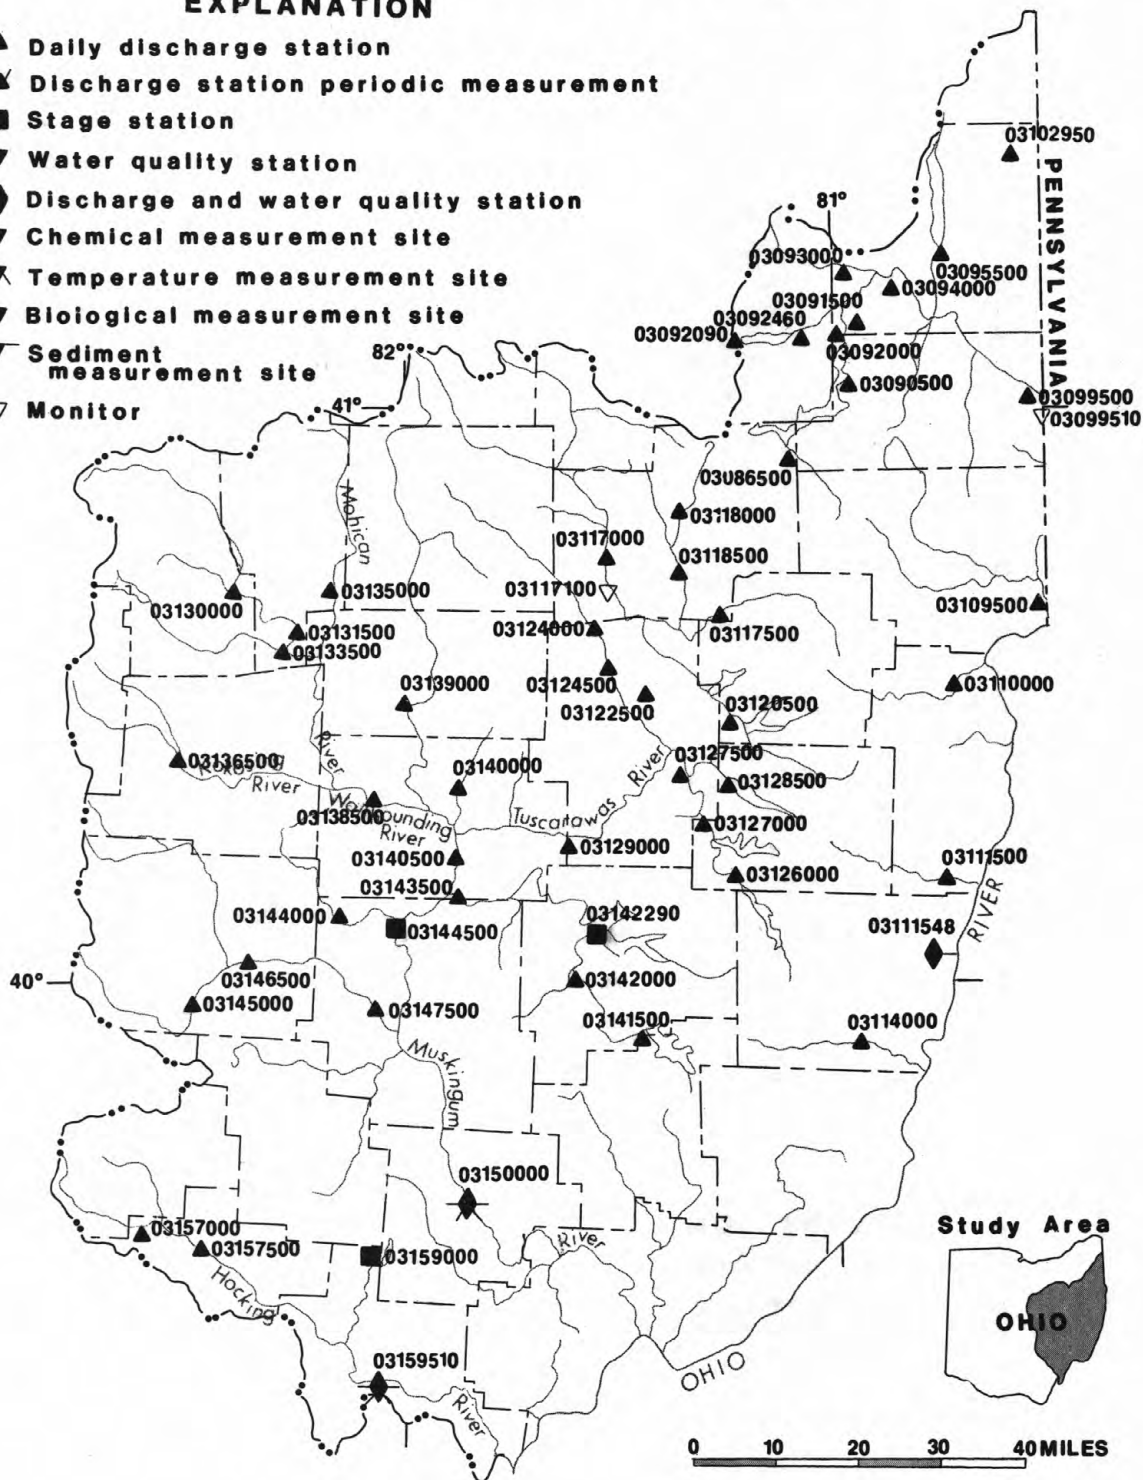 EXPLANATION
Daily discharge station
Discharge station periodic measurement
Stage station
Water quality station
Discharge and water quality station
Chemical measurement site
Temperature measurement site
Bioiogical measurement site
Sediment
measurement site
Monitor
03102950
PENNSYLVANIA
81°
03093000
03095500
03094000
03091500
03092460
03092090
03092000
82°
03090500
03099500
41°
03099510
03086500
Mohican
03118000
03117000
03118500
03135000
03117100
03130000
03109500
03131500
03124000
03117500
03133500
03139000
03124500
03110000
03122500
03120500
River
03127500
03136500
Kokosing
River
03140000
River
03128500
Walhounding
River
03138500
Tuscarawas
03127000
03140500
03129000
03111500
03143500
03126000
03144000
03142290
RIVER
03144500
03111548
40°
03146500
03142000
03145000
03147500
03141500
03114000
Muskingum
03150000
03157000
River
Study Area
03157500
03159000
Hocking
OHIO
03159510
OHIO
River
0 10 20 30 40 MILES